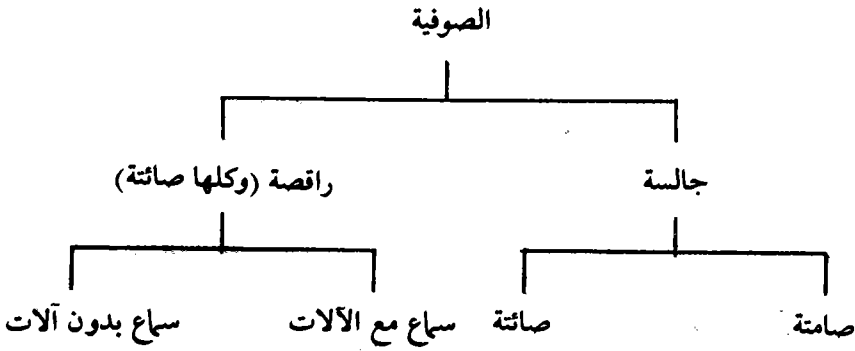 الصوفية
جالسة راقصة (وكلها صائتة)
صامتة صائتة سماع مع الآلات سماع بدون آلات